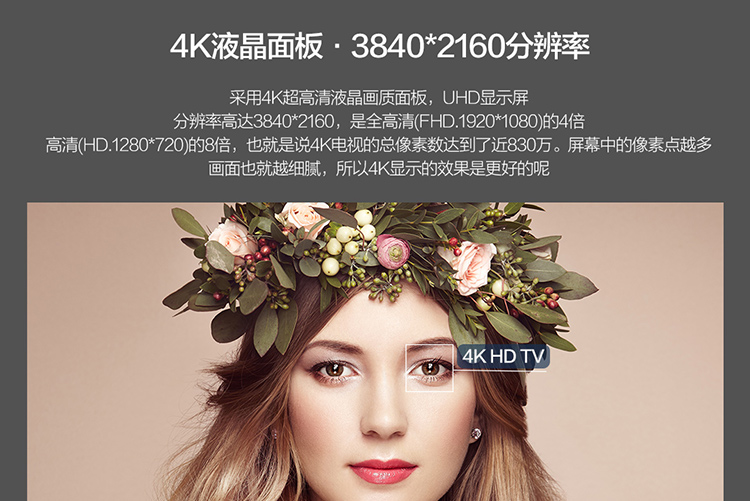 4K液晶面板·3840*2160分辨率
采用4K超高清液晶画质面板，UHD显示屏
分辨率高达3840*2160，是全高清(FHD.1920*1080)的4倍
高清(HD.1280*720)的8倍，也就是说4K电视的总像素数达到了近830万。屏幕中的像素点越多
画面也就越细腻，所以4K显示的效果是更好的呢
4K HD TV